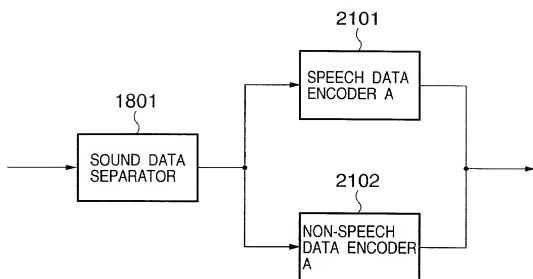 2101
SPEECH DATA
ENCODER A
1801
SOUND DATA
SEPARATOR
2102
NON-SPEECH
DATA ENCODER
A